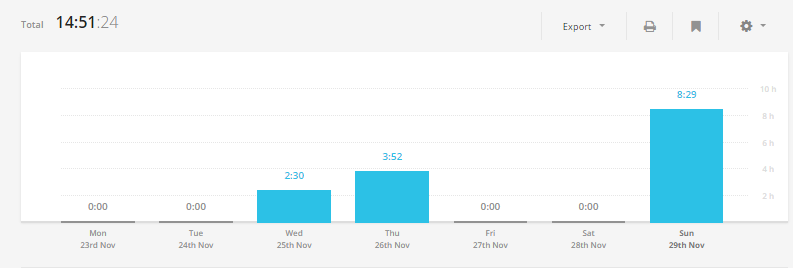 Total 14:51:24
Export
10 h
8:29
8 h
6 h
3:52
4 h
2:30
2 h
0:00 0:00 0:00 0:00
Mon Tue Wed Thu Fri Sat Sun
23rd Nov 24th Nov 25th Nov 26th Nov 27th Nov 28th Nov 29th Nov